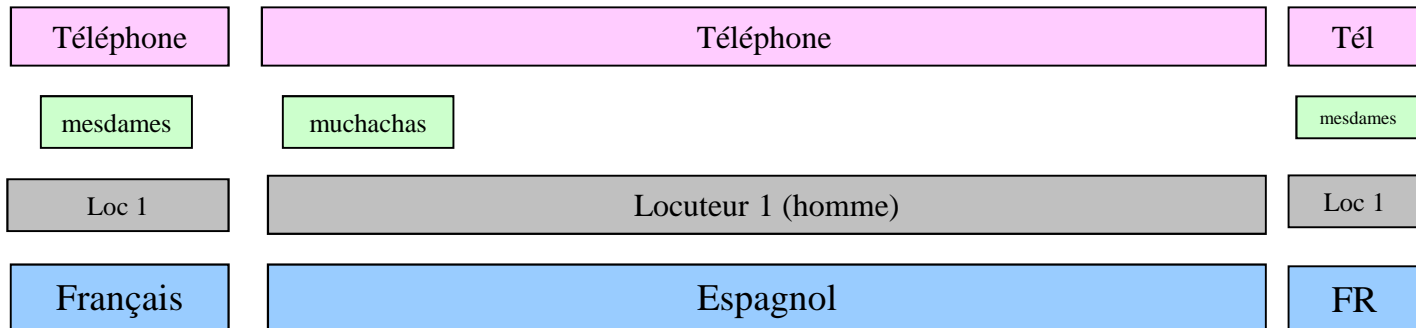 Téléphone Téléphone Tél
mesdames muchachas mesdames
Loc 1 Locuteur 1 (homme) Loc 1
Français Espagnol FR